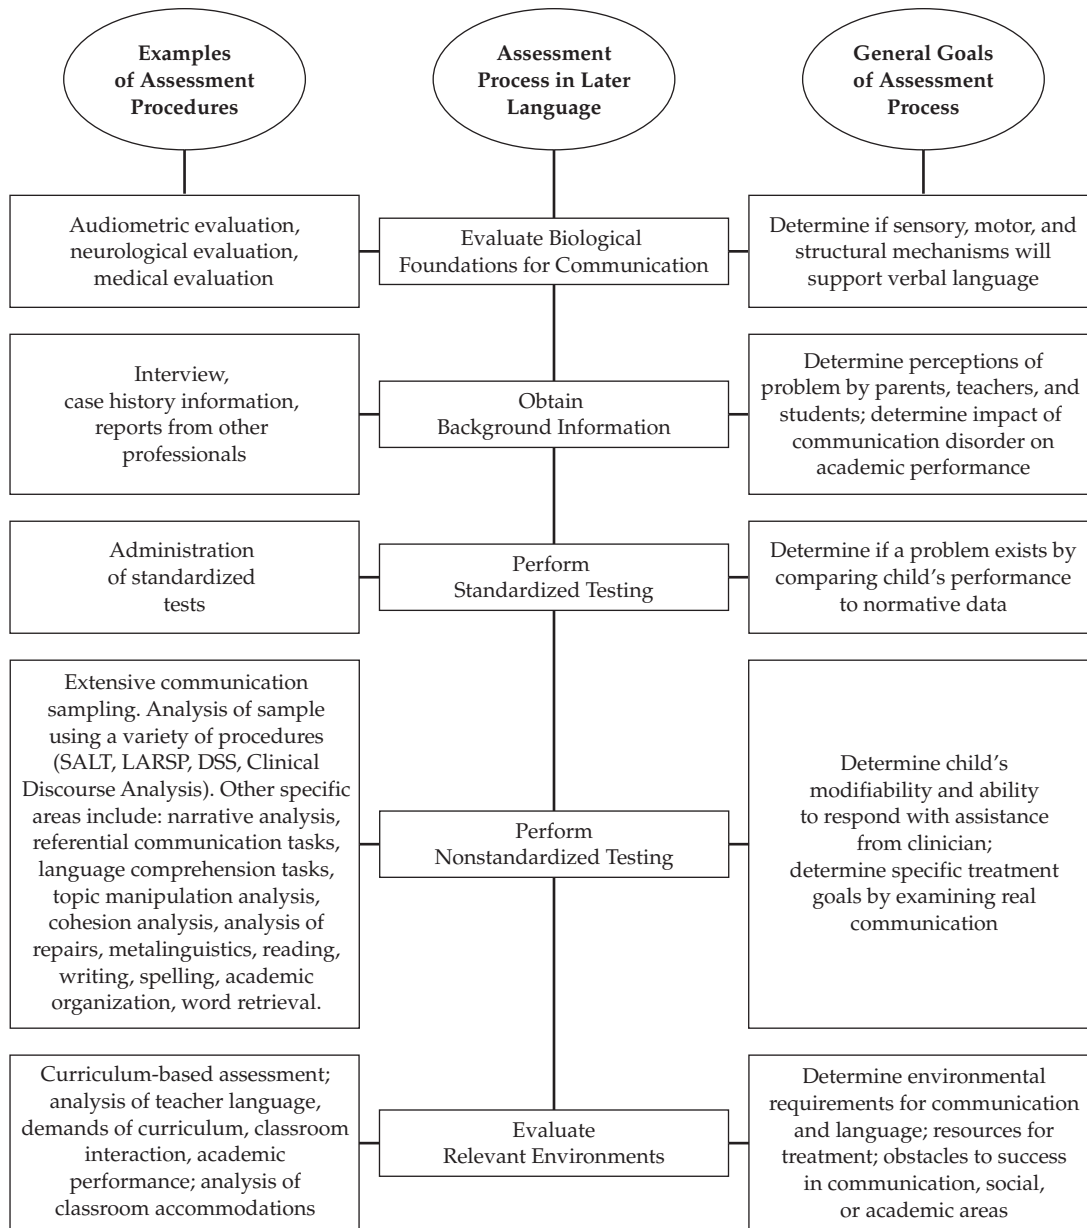 Examples
of Assessment
Procedures
Assessment
Process in Later
Language
General Goals
of Assessment
Process
Audiometric evaluation,
neurological evaluation,
medical evaluation
Evaluate Biological
Foundations for Communication
Determine if sensory, motor, and
structural mechanisms will
support verbal language
Interview,
case history information,
reports from other
professionals
Obtain
Background Information
Determine perceptions of
problem by parents, teachers, and
students; determine impact of
communication disorder on
academic performance
Administration
of standardized
tests
Perform
Standardized Testing
Determine if a problem exists by
comparing child's performance
to normative data
Extensive communication
sampling. Analysis of sample
using a variety of procedures
(SALT, LARSP, DSS, Clinical
Discourse Analysis). Other specific
areas include: narrative analysis,
referential communication tasks,
language comprehension tasks,
topic manipulation analysis,
cohesion analysis, analysis of
repairs, metalinguistics, reading,
writing, spelling, academic
organization, word retrieval.
Perform
Nonstandardized Testing
Determine child's
modifiability and ability
to respond with assistance
from clinician;
determine specific treatment
goals by examining real
communication
Curriculum-based assessment;
analysis of teacher language,
demands of curriculum, classroom
interaction, academic
performance; analysis of
classroom accommodations
Evaluate
Relevant Environments
Determine environmental
requirements for communication
and language; resources for
treatment; obstacles to success
in communication, social,
or academic areas